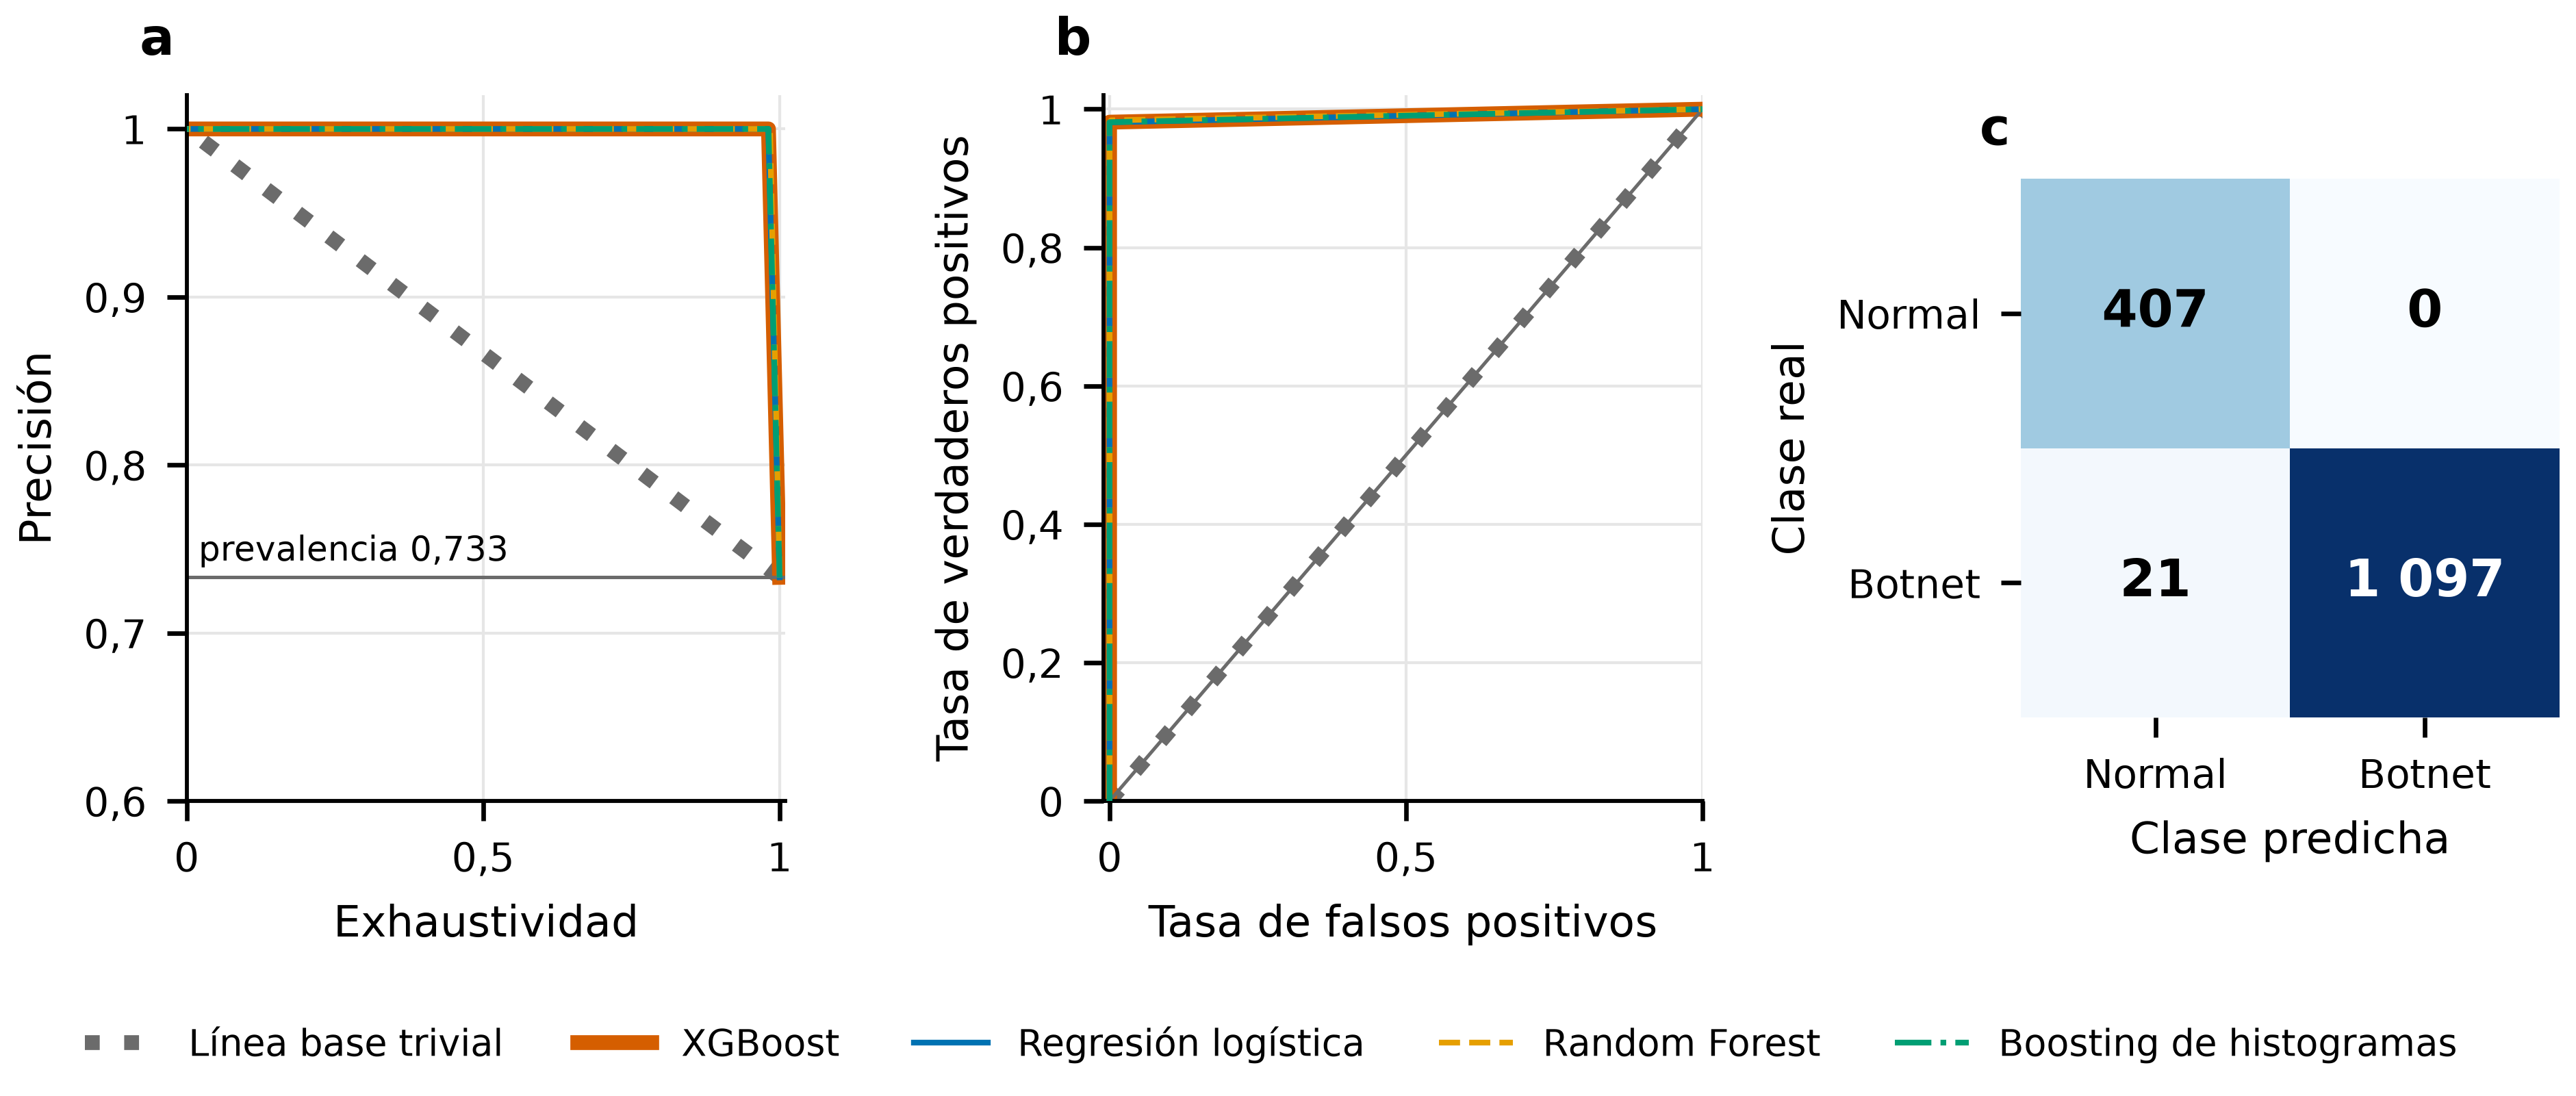 a
Precisión
1
0,9
0,8
0,7
0,6
prevalencia 0,733
0
0,5
1
Exhaustividad
b
Tasa de verdaderos positivos
1
0,8
0,6
0,4
0,2
0
0
0,5
1
Tasa de falsos positivos
c
Clase real
Normal
407
0
Botnet
21
1 097
Normal
Botnet
Clase predicha
Línea base trivial
XGBoost
Regresión logística
Random Forest
Boosting de histogramas